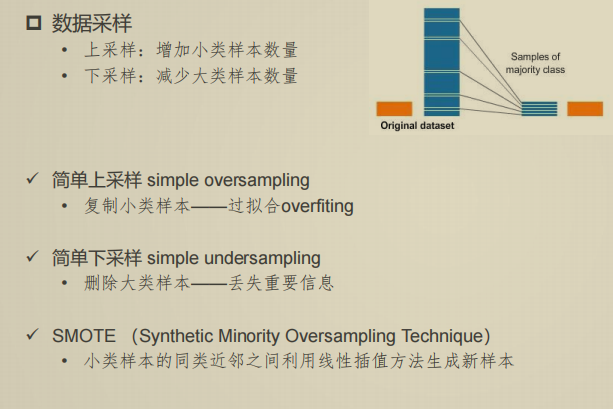 数据采样
• 上采样：增加小类样本数量
• 下采样：减少大类样本数量
Samples of
majority class
Original dataset
✓ 简单上采样 simple oversampling
• 复制小类样本——过拟合overfiting
✓ 简单下采样 simple undersampling
• 删除大类样本——丢失重要信息
✓ SMOTE （Synthetic Minority Oversampling Technique）
• 小类样本的同类近邻之间利用线性插值方法生成新样本